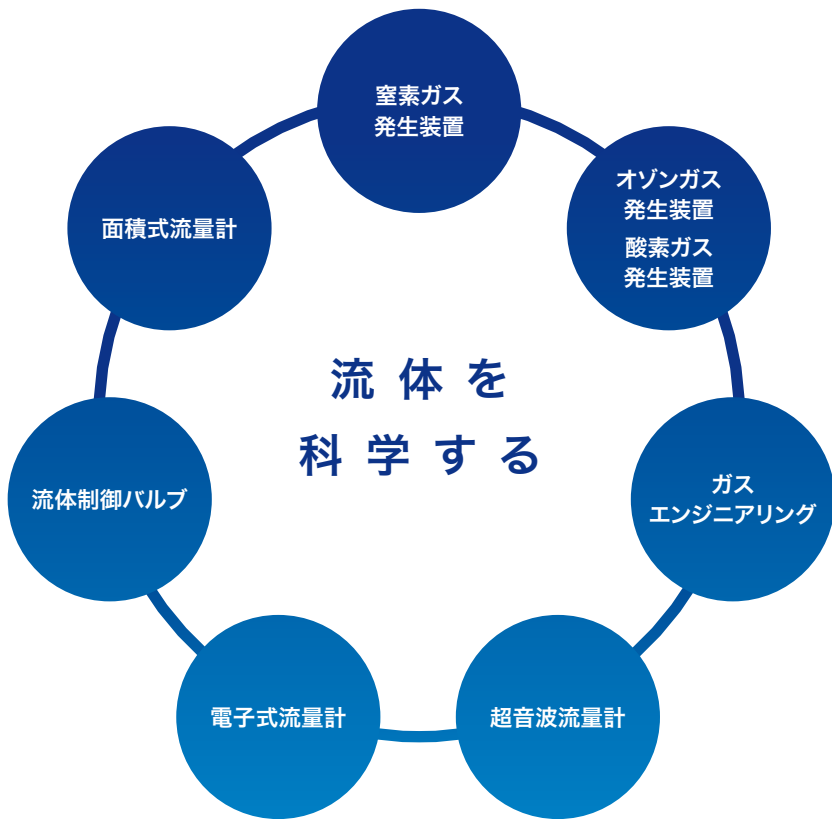 窒素ガス
発生装置
オゾンガス
発生装置
酸素ガス
発生装置
面積式流量計
流体を
科学する
流体制御バルブ
ガス
エンジニアリング
電子式流量計
超音波流量計